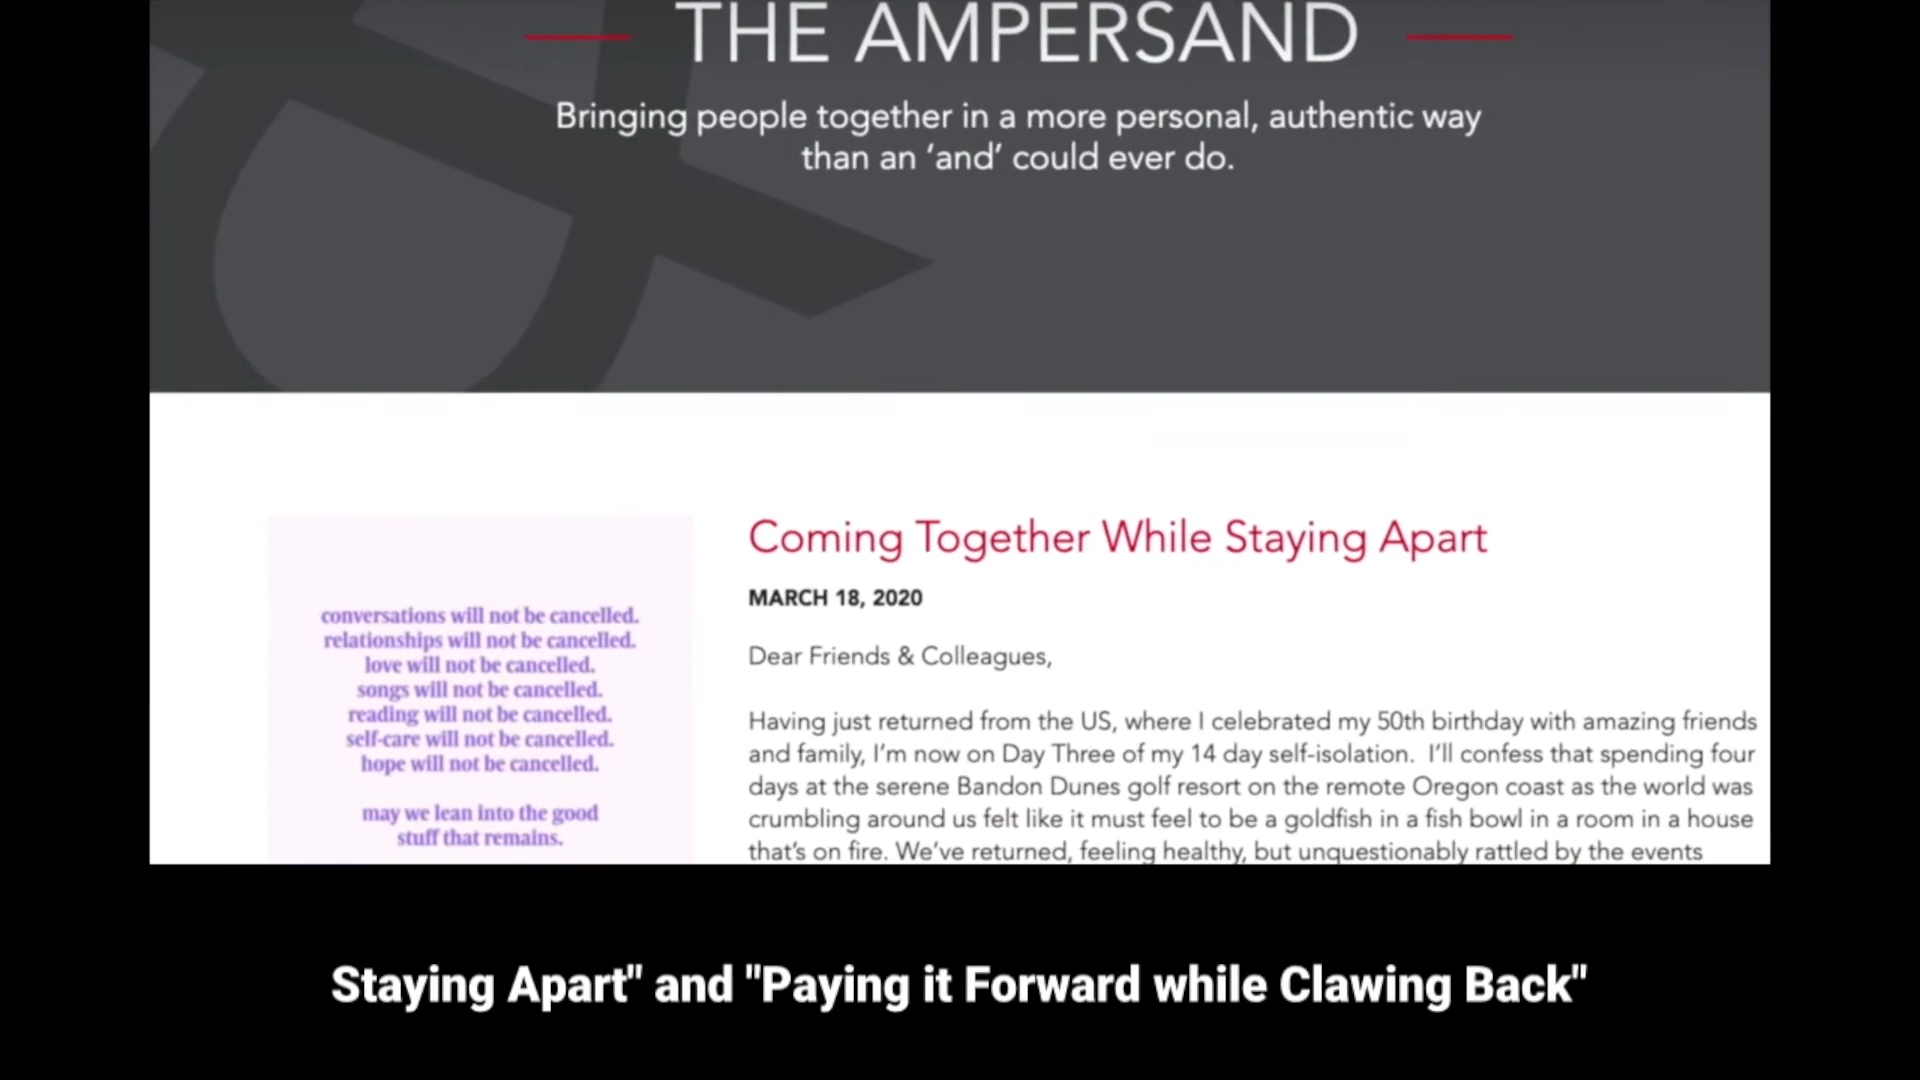 THE AMPERSAND
Bringing people together in a more personal, authentic way
than an ‘and’ could ever do.
conversations will not be cancelled.
relationships will not be cancelled.
love will not be cancelled.
songs will not be cancelled.
reading will not be cancelled.
self-care will not be cancelled.
hope will not be cancelled.
may we lean into the good
stuff that remains.
Coming Together While Staying Apart
MARCH 18, 2020
Dear Friends & Colleagues,
Having just returned from the US, where I celebrated my 50th birthday with amazing friends
and family, I’m now on Day Three of my 14 day self-isolation.  I’ll confess that spending four
days at the serene Bandon Dunes golf resort on the remote Oregon coast as the world was
crumbling around us felt like it must feel to be a goldfish in a fish bowl in a room in a house
that’s on fire. We’ve returned, feeling healthy, but unquestionably rattled by the events
Staying Apart" and "Paying it Forward while Clawing Back"